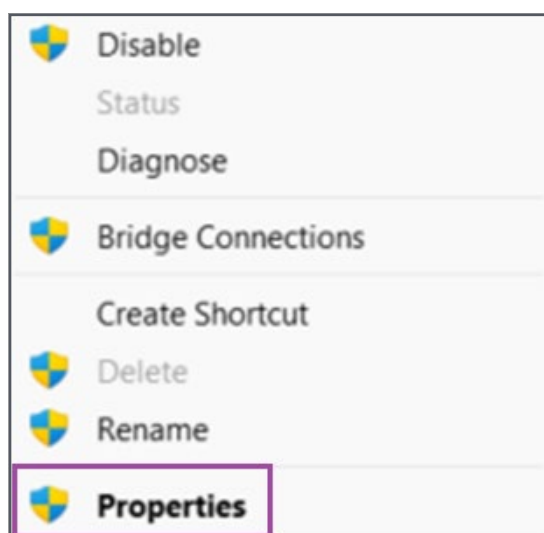 Disable
Status
Diagnose
Bridge Connections
Create Shortcut
Delete
Rename
Properties